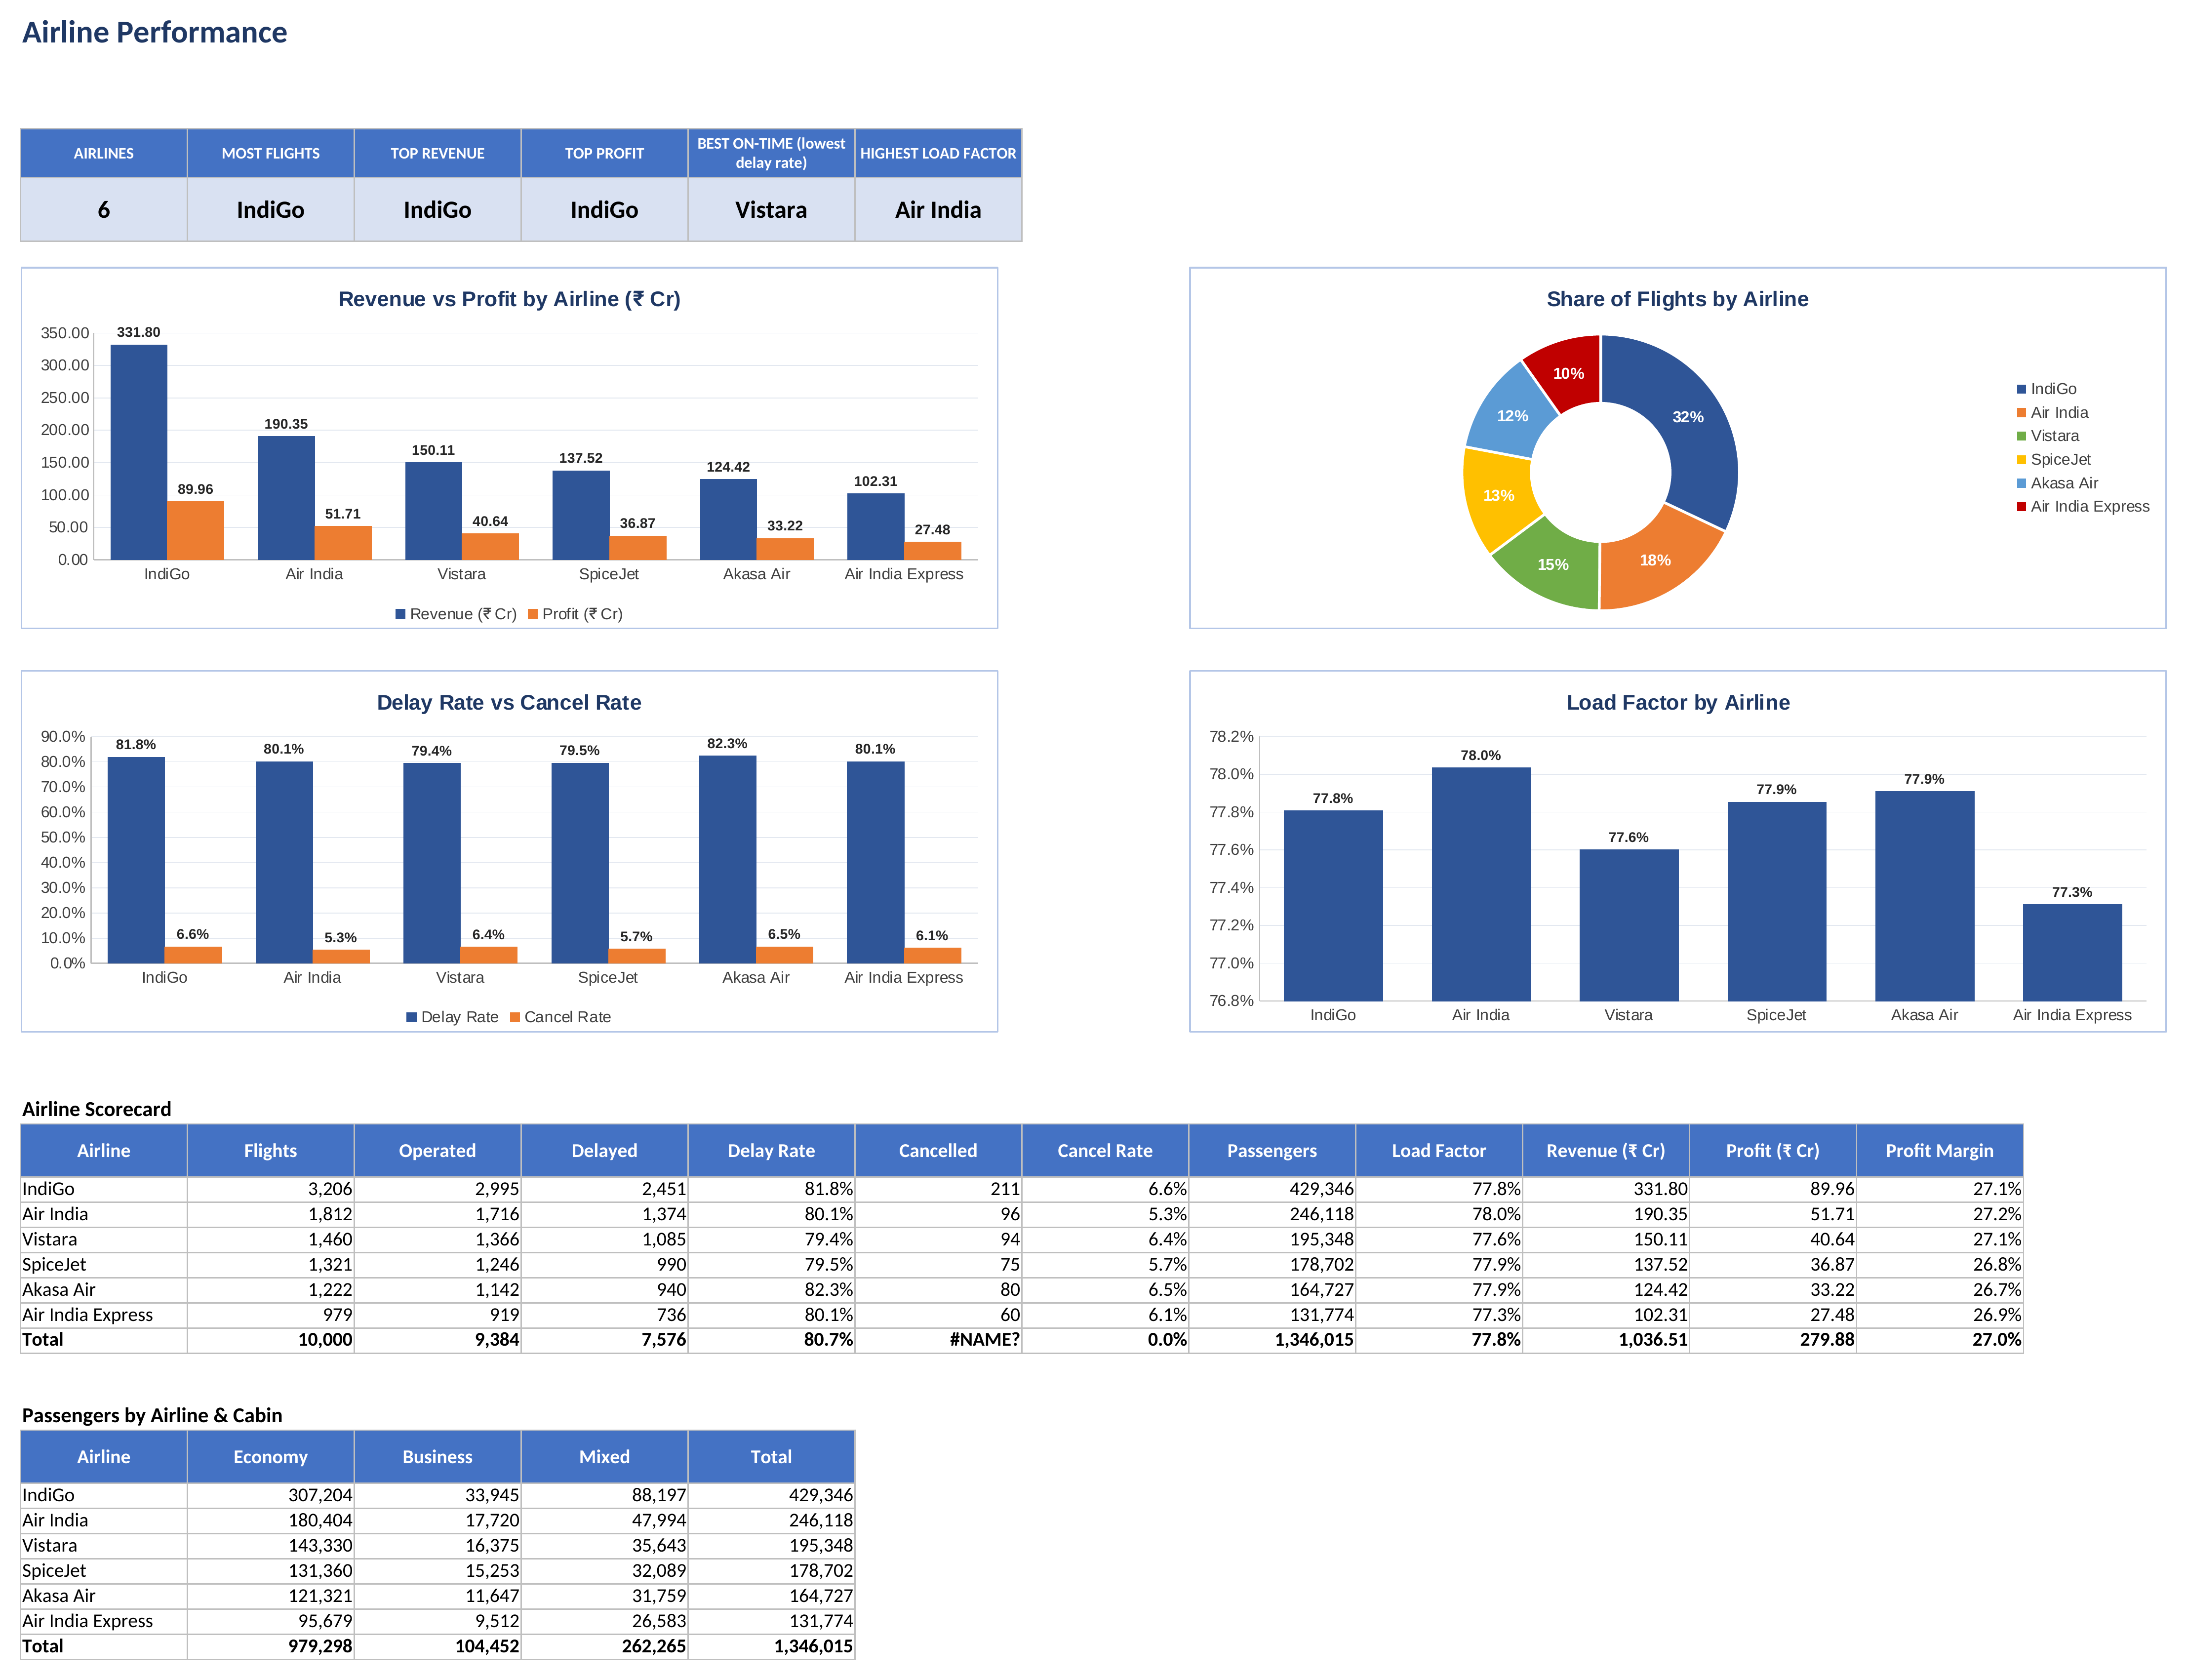 Airline Performance
AIRLINES MOST FLIGHTS TOP REVENUE TOP PROFIT BEST ON-TIME (lowest delay rate) HIGHEST LOAD FACTOR
6 IndiGo IndiGo IndiGo Vistara Air India
Revenue vs Profit by Airline (₹ Cr)
350.00
300.00
250.00
200.00
150.00
100.00
50.00
0.00
331.80 190.35 150.11 137.52 124.42 102.31
89.96 51.71 40.64 36.87 33.22 27.48
IndiGo Air India Vistara SpiceJet Akasa Air Air India Express
Revenue (₹ Cr) Profit (₹ Cr)
Share of Flights by Airline
32%
18%
15%
13%
12%
10%
IndiGo
Air India
Vistara
SpiceJet
Akasa Air
Air India Express
Delay Rate vs Cancel Rate
90.0%
80.0%
70.0%
60.0%
50.0%
40.0%
30.0%
20.0%
10.0%
0.0%
81.8% 80.1% 79.4% 79.5% 82.3% 80.1%
6.6% 5.3% 6.4% 5.7% 6.5% 6.1%
IndiGo Air India Vistara SpiceJet Akasa Air Air India Express
Delay Rate Cancel Rate
Load Factor by Airline
78.2%
78.0%
77.8%
77.6%
77.4%
77.2%
77.0%
76.8%
77.8% 78.0% 77.6% 77.9% 77.9% 77.3%
IndiGo Air India Vistara SpiceJet Akasa Air Air India Express
Airline Scorecard
Airline Flights Operated Delayed Delay Rate Cancelled Cancel Rate Passengers Load Factor Revenue (₹ Cr) Profit (₹ Cr) Profit Margin
IndiGo 3,206 2,995 2,451 81.8% 211 6.6% 429,346 77.8% 331.80 89.96 27.1%
Air India 1,812 1,716 1,374 80.1% 96 5.3% 246,118 78.0% 190.35 51.71 27.2%
Vistara 1,460 1,366 1,085 79.4% 94 6.4% 195,348 77.6% 150.11 40.64 27.1%
SpiceJet 1,321 1,246 990 79.5% 75 5.7% 178,702 77.9% 137.52 36.87 26.8%
Akasa Air 1,222 1,142 940 82.3% 80 6.5% 164,727 77.9% 124.42 33.22 26.7%
Air India Express 979 919 736 80.1% 60 6.1% 131,774 77.3% 102.31 27.48 26.9%
Total 10,000 9,384 7,576 80.7% #NAME? 0.0% 1,346,015 77.8% 1,036.51 279.88 27.0%
Passengers by Airline & Cabin
Airline Economy Business Mixed Total
IndiGo 307,204 33,945 88,197 429,346
Air India 180,404 17,720 47,994 246,118
Vistara 143,330 16,375 35,643 195,348
SpiceJet 131,360 15,253 32,089 178,702
Akasa Air 121,321 11,647 31,759 164,727
Air India Express 95,679 9,512 26,583 131,774
Total 979,298 104,452 262,265 1,346,015